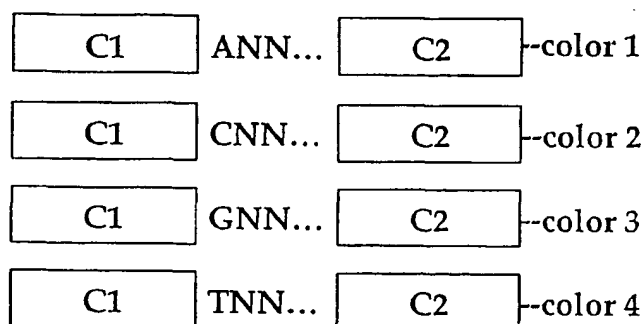 C1 ANN... C2 --color 1
C1 CNN... C2 --color 2
C1 GNN... C2 --color 3
C1 TNN... C2 --color 4